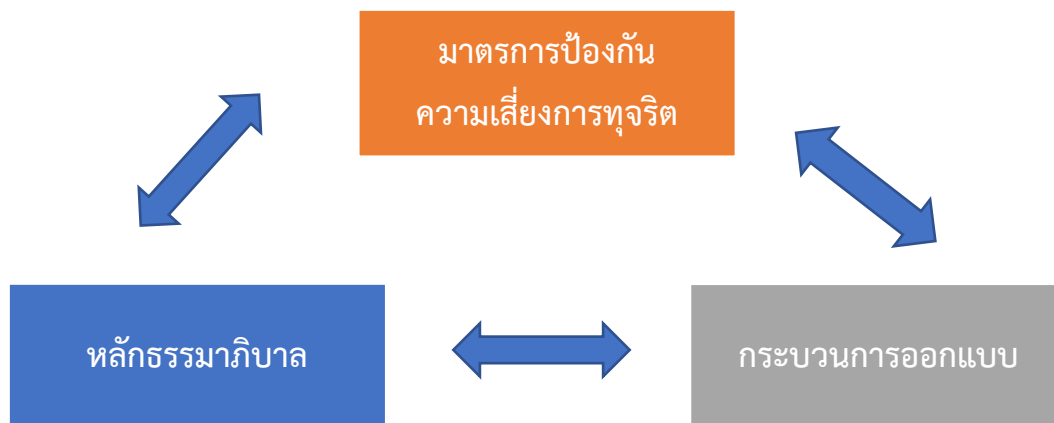 มาตรการป้องกัน
ความเสี่ยงการทุจริต
หลักธรรมาภิบาล
กระบวนการออกแบบ